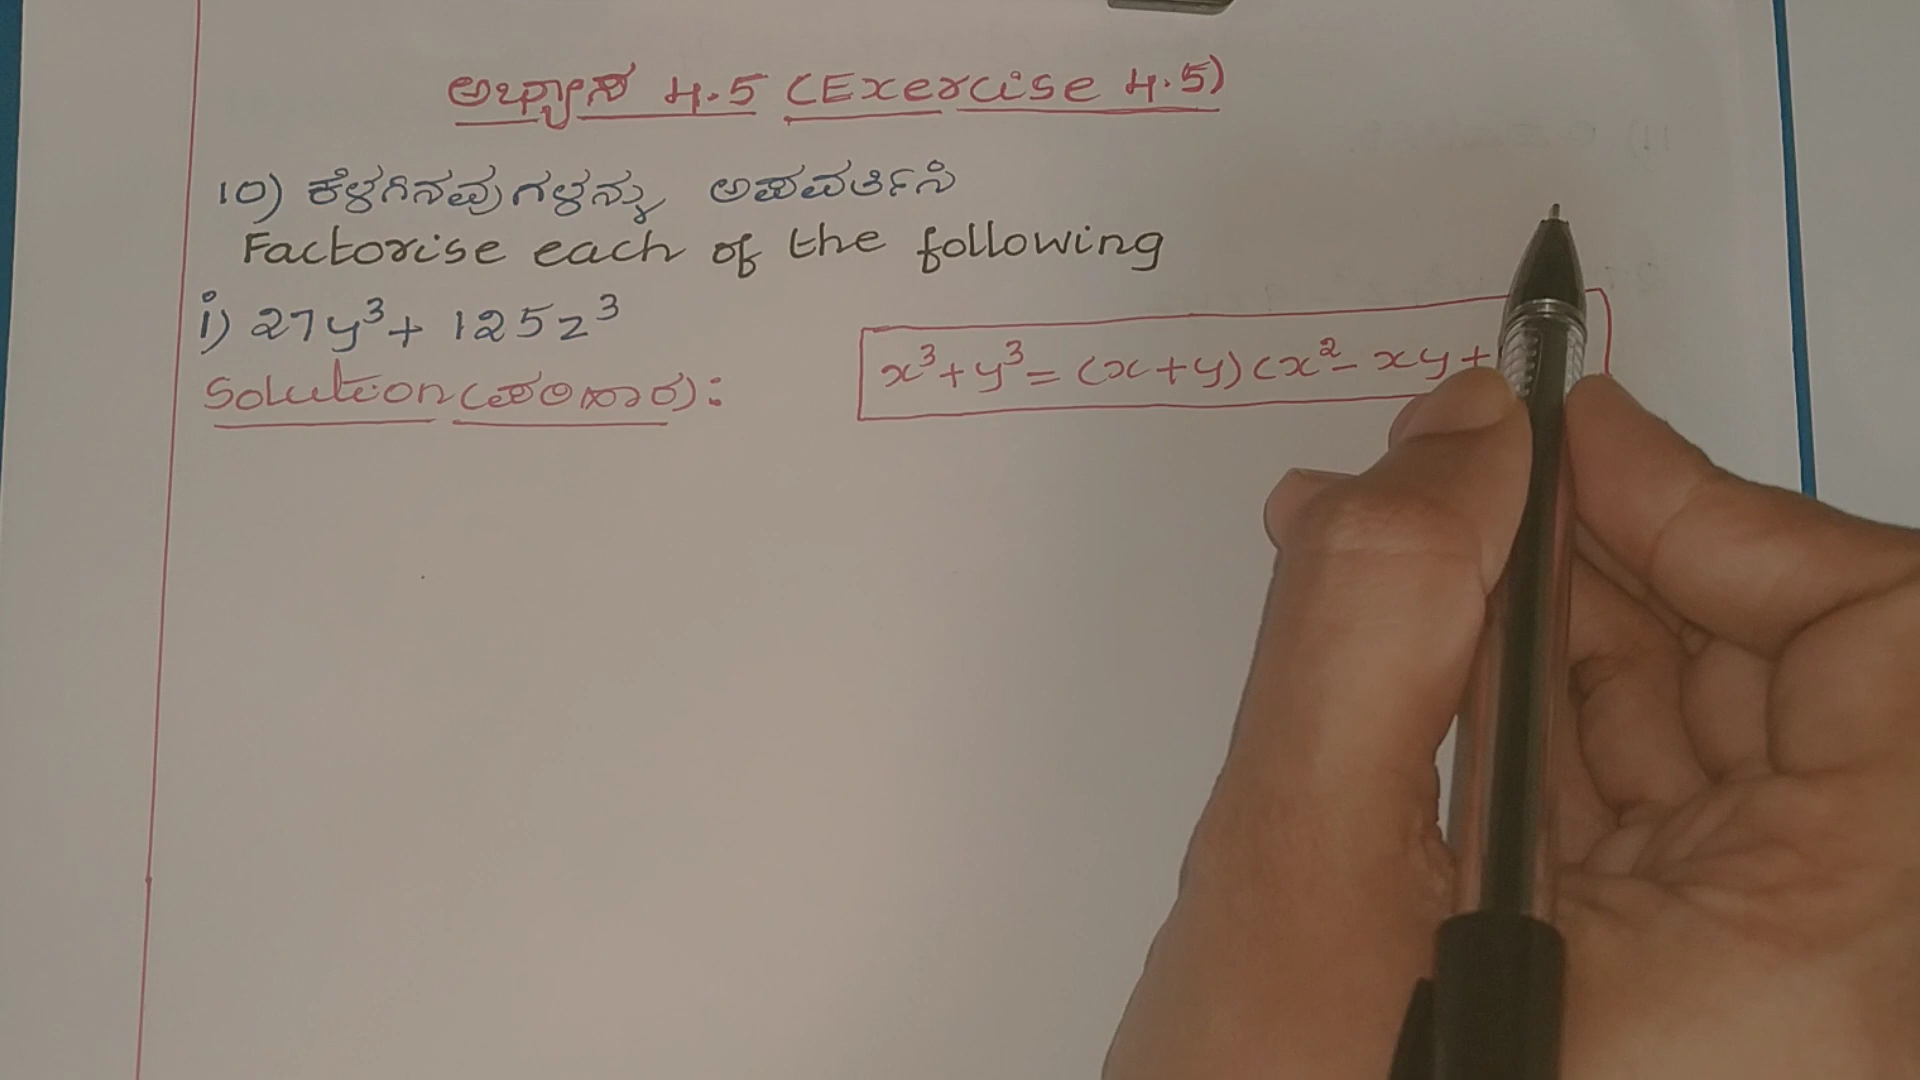 ಅಭ್ಯಾಸ 4.5 (Exercise 4.5)
10) ಕೆಳಗಿನವುಗಳನ್ನು ಅಪವರ್ತಿಸಿ
Factorise each of the following
i) 27y³ + 125z³
x³ + y³ = (x + y) (x² - xy +
Solution (ಪರಿಹಾರ) :